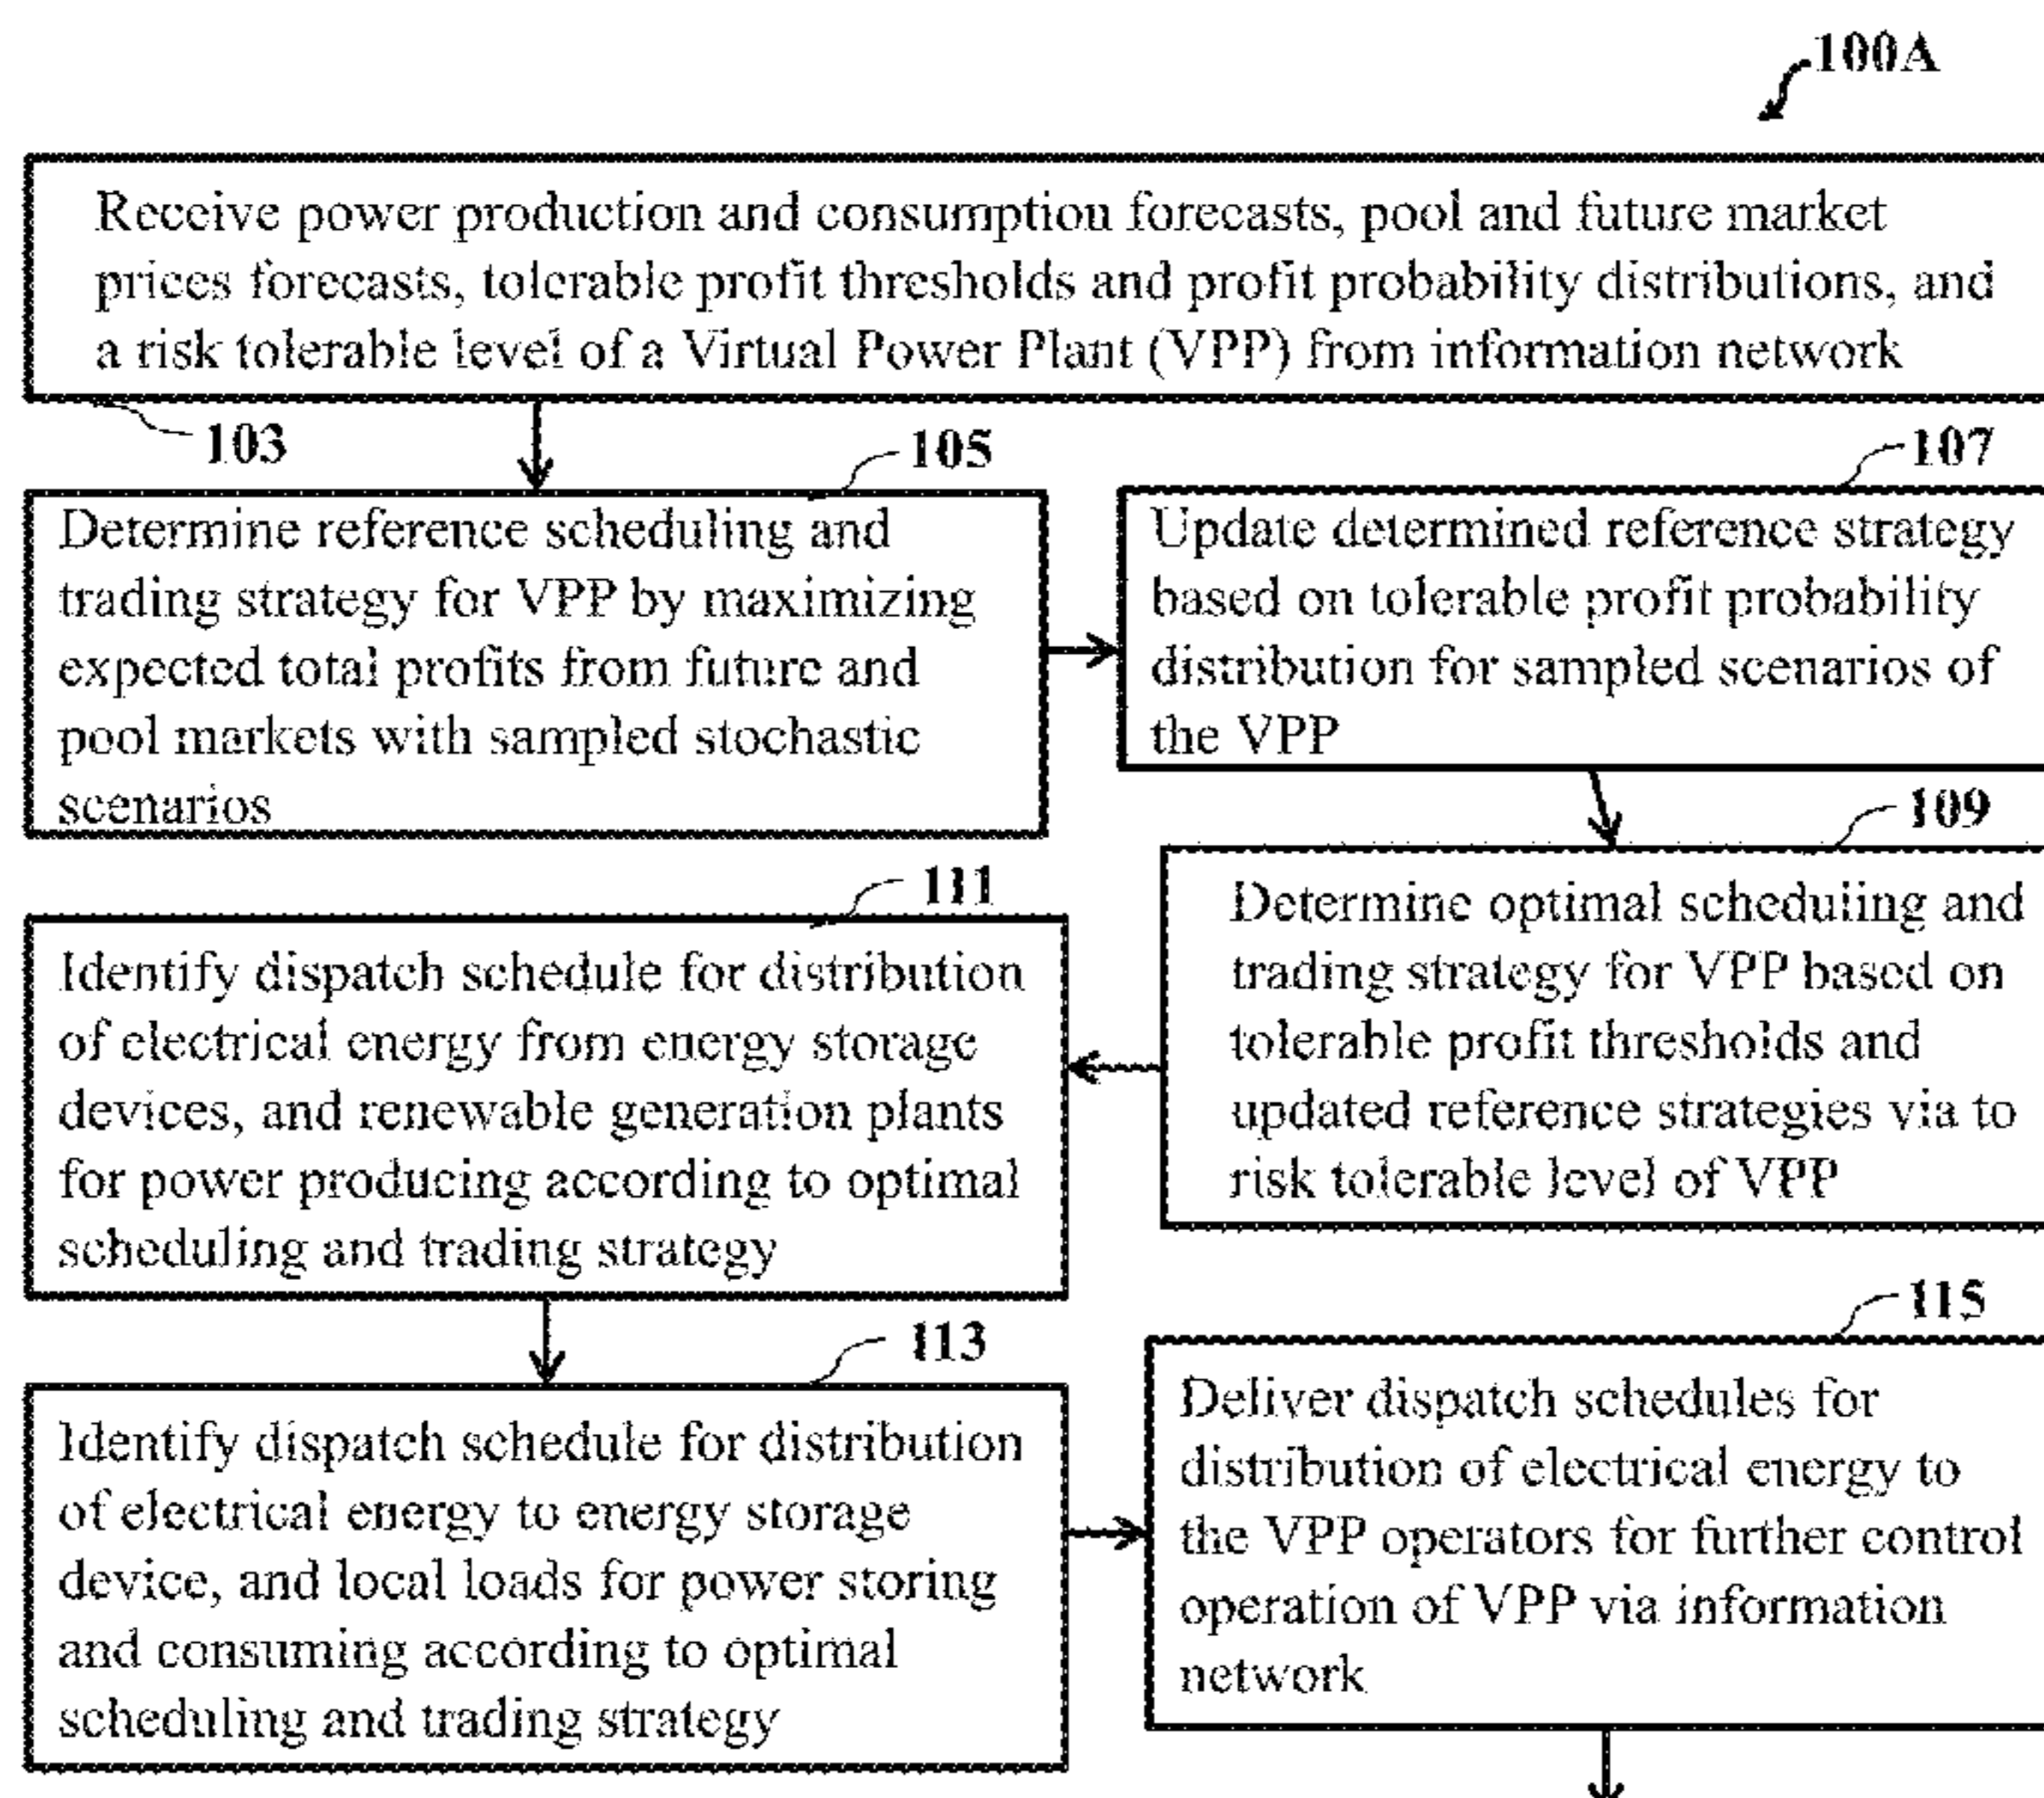 100A
Receive power production and consumption forecasts, pool and future market
prices forecasts, tolerable profit thresholds and profit probability distributions, and
a risk tolerable level of a Virtual Power Plant (VPP) from information network
103
105
Determine reference scheduling and
trading strategy for VPP by maximizing
expected total profits from future and
pool markets with sampled stochastic
scenarios
107
Update determined reference strategy
based on tolerable profit probability
distribution for sampled scenarios of
the VPP
109
Determine optimal scheduling and
trading strategy for VPP based on
tolerable profit thresholds and
updated reference strategies via to
risk tolerable level of VPP
111
Identify dispatch schedule for distribution
of electrical energy from energy storage
devices, and renewable generation plants
for power producing according to optimal
scheduling and trading strategy
113
Identify dispatch schedule for distribution
of electrical energy to energy storage
device, and local loads for power storing
and consuming according to optimal
scheduling and trading strategy
115
Deliver dispatch schedules for
distribution of electrical energy to
the VPP operators for further control
operation of VPP via information
network